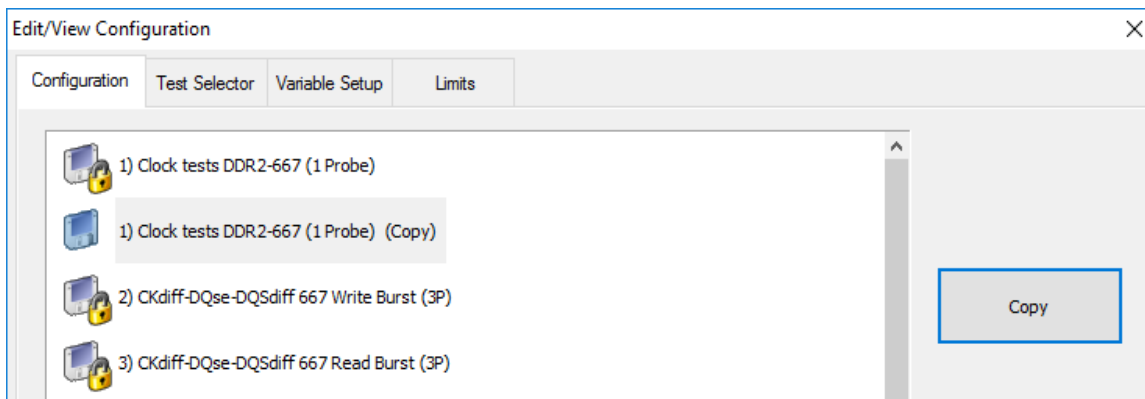 Edit/View Configuration
Configuration Test Selector Variable Setup Limits
1) Clock tests DDR2-667 (1 Probe)
1) Clock tests DDR2-667 (1 Probe) (Copy)
2) CKdiff-DQse-DQSdiff 667 Write Burst (3P)
Copy
3) CKdiff-DQse-DQSdiff 667 Read Burst (3P)